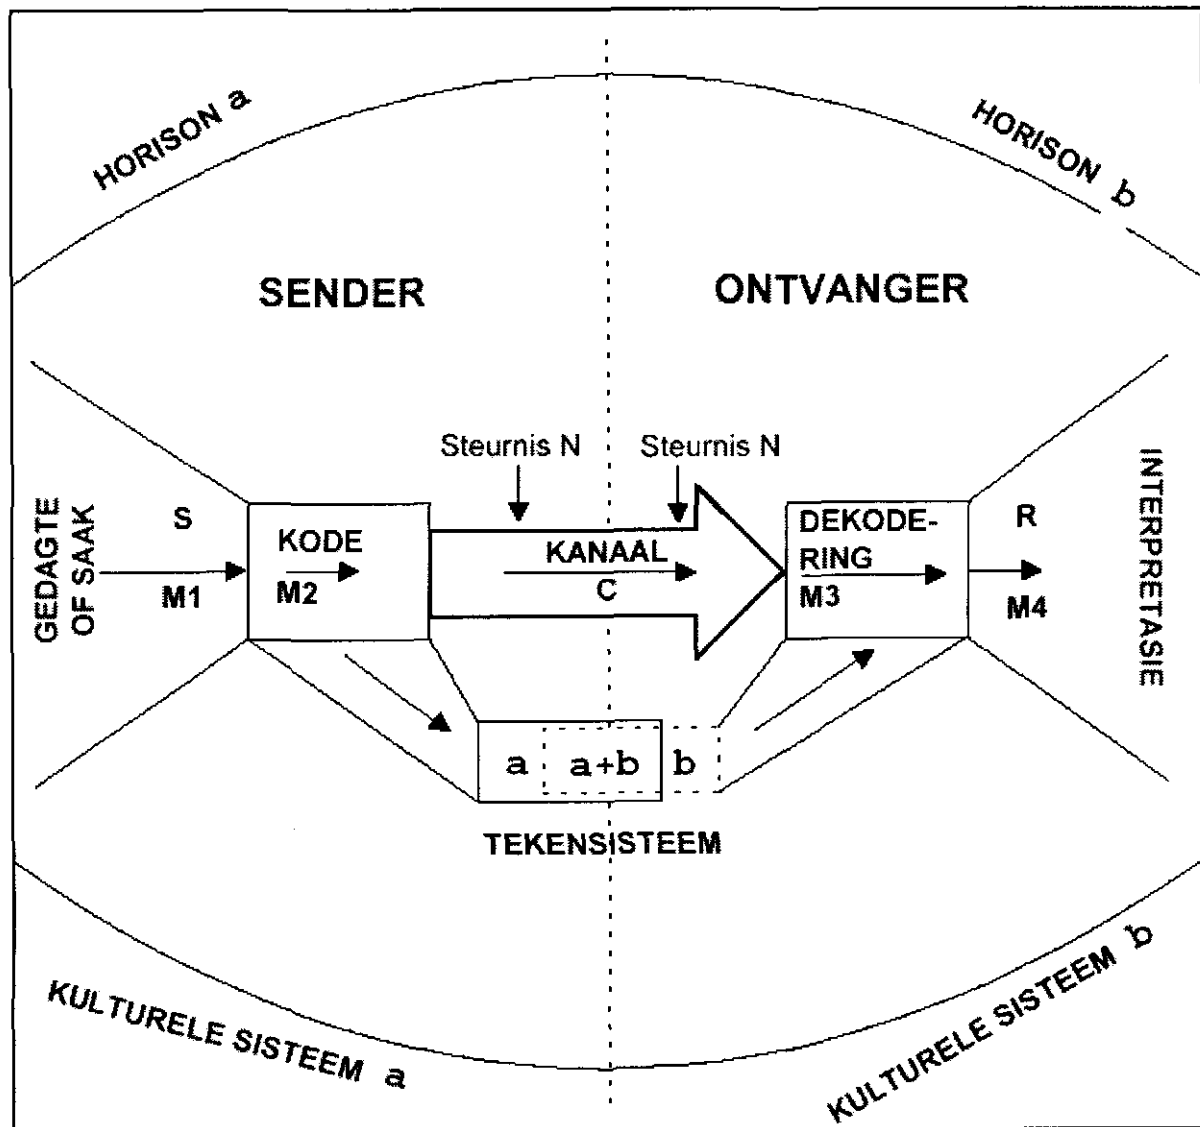 HORISON a
HORISON b
SENDER
ONTVANGER
Steurnis N
Steurnis N
GEDAGTE
OF SAAK
S
M1
KODE
M2
KANAAL
C
DEKODE-
RING
M3
R
M4
INTERPRETASIE
a
a+b
b
TEKENSISTEEM
KULTURELE SISTEEM a
KULTURELE SISTEEM b